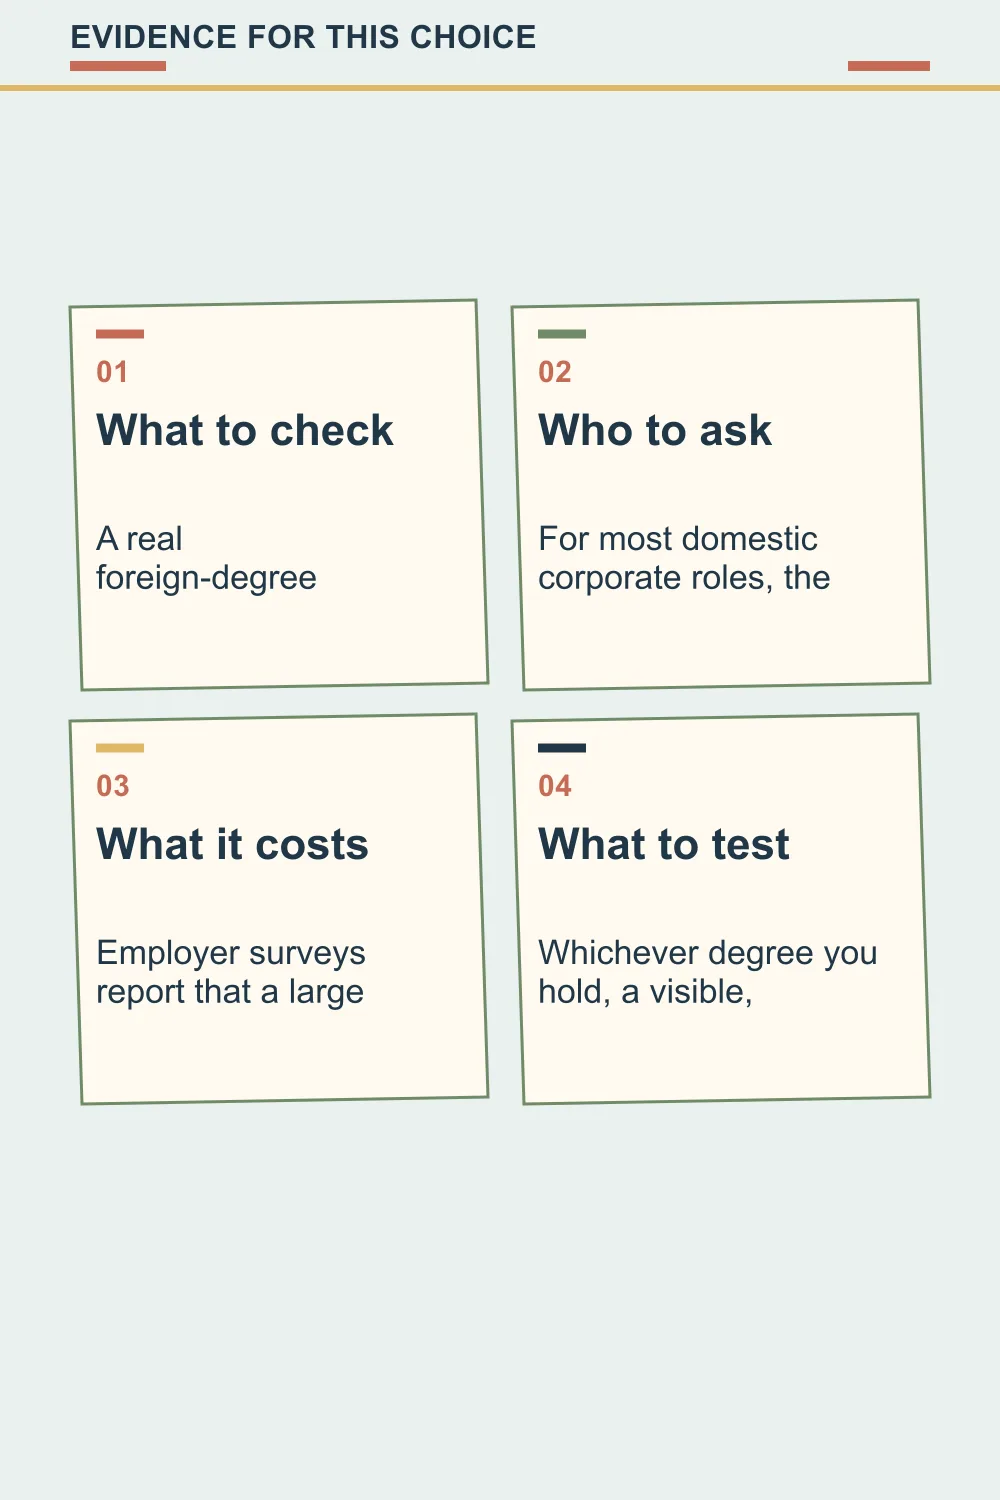 EVIDENCE FOR THIS CHOICE
01
What to check
A real
foreign-degree
02
Who to ask
For most domestic
corporate roles, the
03
What it costs
Employer surveys
report that a large
04
What to test
Whichever degree you
hold, a visible,